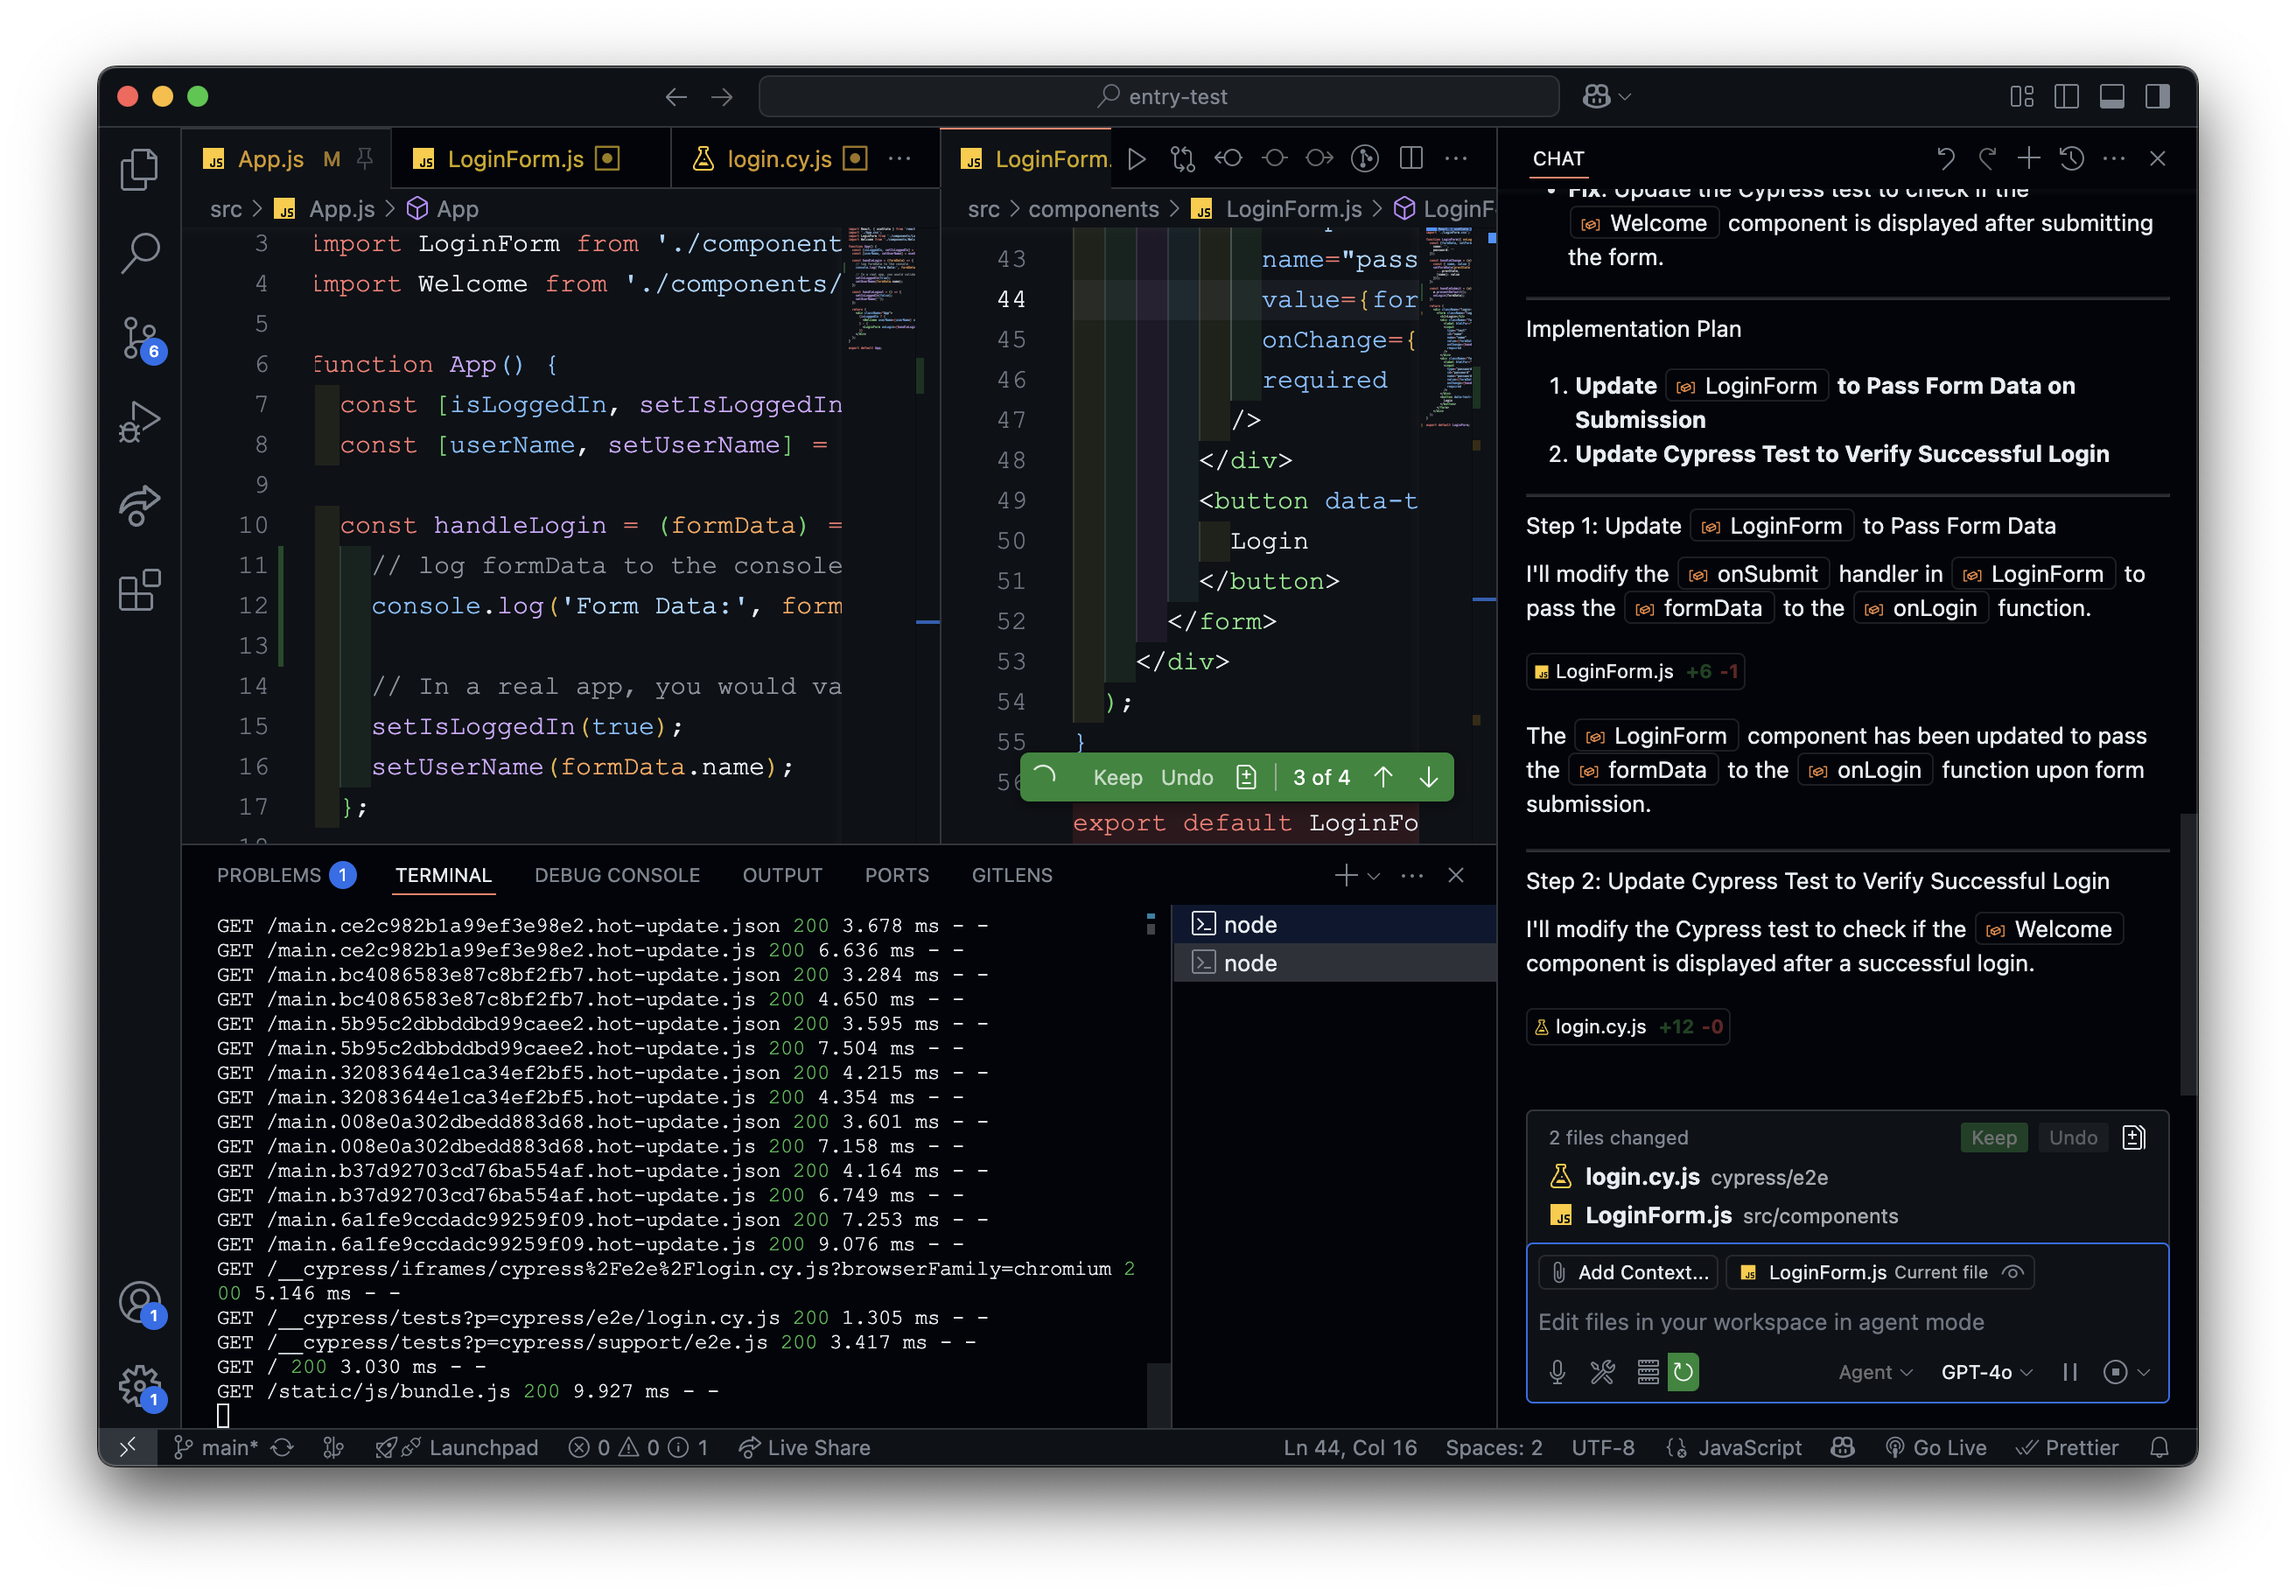 entry-test
App.js M
LoginForm.js
login.cy.js
LoginForm.
CHAT
src > App.js > App
3 import LoginForm from './component
4 import Welcome from './components/
5
6 function App() {
7 const [isLoggedIn, setIsLoggedIn
8 const [userName, setUserName] =
9
10 const handleLogin = (formData) =
11 // log formData to the console
12 console.log('Form Data:', form
13
14 // In a real app, you would va
15 setIsLoggedIn(true);
16 setUserName(formData.name);
17 };
src > components > LoginForm.js > LoginF
43 name="pass
44 value={for
45 onChange={
46 required
47 />
48 </div>
49 <button data-t
50 Login
51 </button>
52 </form>
53 </div>
54 );
55 }
Keep Undo 3 of 4
export default LoginFo
6
PROBLEMS 1 TERMINAL DEBUG CONSOLE OUTPUT PORTS GITLENS
GET /main.ce2c982b1a99ef3e98e2.hot-update.json 200 3.678 ms - -
GET /main.ce2c982b1a99ef3e98e2.hot-update.js 200 6.636 ms - -
GET /main.bc4086583e87c8bf2fb7.hot-update.json 200 3.284 ms - -
GET /main.bc4086583e87c8bf2fb7.hot-update.js 200 4.650 ms - -
GET /main.5b95c2dbbddbd99caee2.hot-update.json 200 3.595 ms - -
GET /main.5b95c2dbbddbd99caee2.hot-update.js 200 7.504 ms - -
GET /main.32083644e1ca34ef2bf5.hot-update.json 200 4.215 ms - -
GET /main.32083644e1ca34ef2bf5.hot-update.js 200 4.354 ms - -
GET /main.008e0a302dbedd883d68.hot-update.json 200 3.601 ms - -
GET /main.008e0a302dbedd883d68.hot-update.js 200 7.158 ms - -
GET /main.b37d92703cd76ba554af.hot-update.json 200 4.164 ms - -
GET /main.b37d92703cd76ba554af.hot-update.js 200 6.749 ms - -
GET /main.6a1fe9ccdadc99259f09.hot-update.json 200 7.253 ms - -
GET /main.6a1fe9ccdadc99259f09.hot-update.js 200 9.076 ms - -
GET /__cypress/iframes/cypress%2Fe2e%2Flogin.cy.js?browserFamily=chromium 2
00 5.146 ms - -
GET /__cypress/tests?p=cypress/e2e/login.cy.js 200 1.305 ms - -
GET /__cypress/tests?p=cypress/support/e2e.js 200 3.417 ms - -
GET / 200 3.030 ms - -
GET /static/js/bundle.js 200 9.927 ms - -
node
node
• Fix: Update the Cypress test to check if the
Welcome component is displayed after submitting
the form.
Implementation Plan
1. Update LoginForm to Pass Form Data on
Submission
2. Update Cypress Test to Verify Successful Login
Step 1: Update LoginForm to Pass Form Data
I'll modify the onSubmit handler in LoginForm to
pass the formData to the onLogin function.
LoginForm.js +6 -1
The LoginForm component has been updated to pass
the formData to the onLogin function upon form
submission.
Step 2: Update Cypress Test to Verify Successful Login
I'll modify the Cypress test to check if the Welcome
component is displayed after a successful login.
login.cy.js +12 -0
2 files changed Keep Undo
login.cy.js cypress/e2e
LoginForm.js src/components
Add Context... LoginForm.js Current file
Edit files in your workspace in agent mode
Agent GPT-4o
1
1
main* Launchpad 0 0 1 Live Share Ln 44, Col 16 Spaces: 2 UTF-8 JavaScript Go Live Prettier